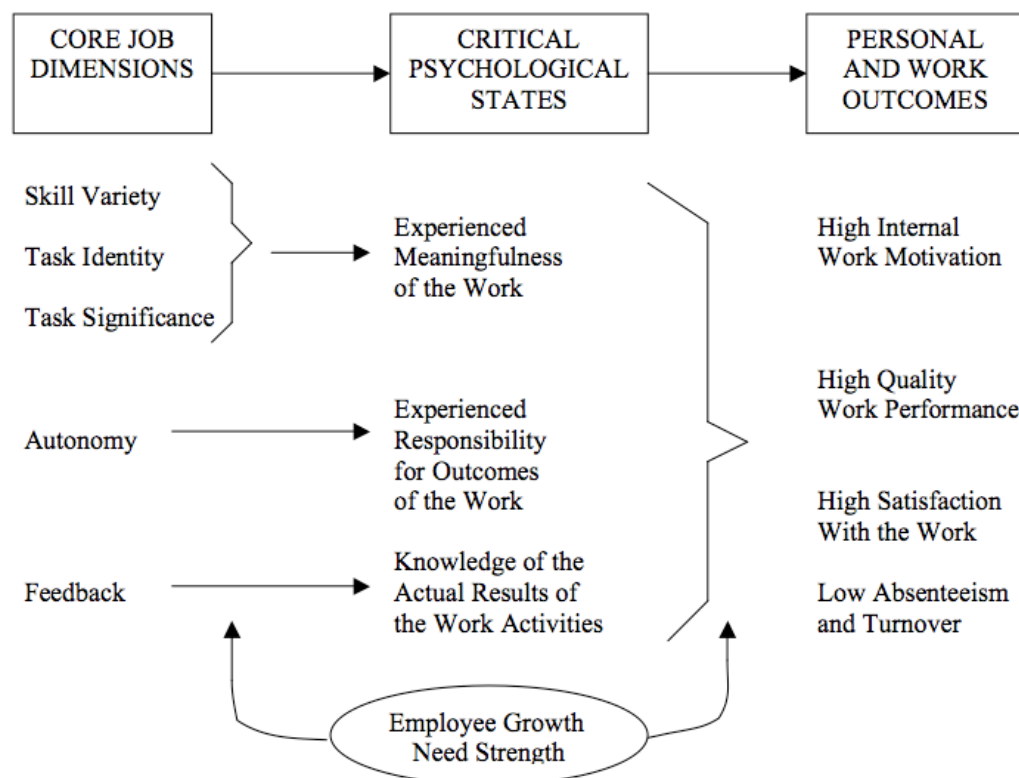 CORE JOB
DIMENSIONS
CRITICAL
PSYCHOLOGICAL
STATES
PERSONAL
AND WORK
OUTCOMES
Skill Variety
Task Identity
Task Significance
Experienced
Meaningfulness
of the Work
High Internal
Work Motivation
Autonomy
Experienced
Responsibility
for Outcomes
of the Work
High Quality
Work Performance
High Satisfaction
With the Work
Feedback
Knowledge of the
Actual Results of
the Work Activities
Low Absenteeism
and Turnover
Employee Growth
Need Strength